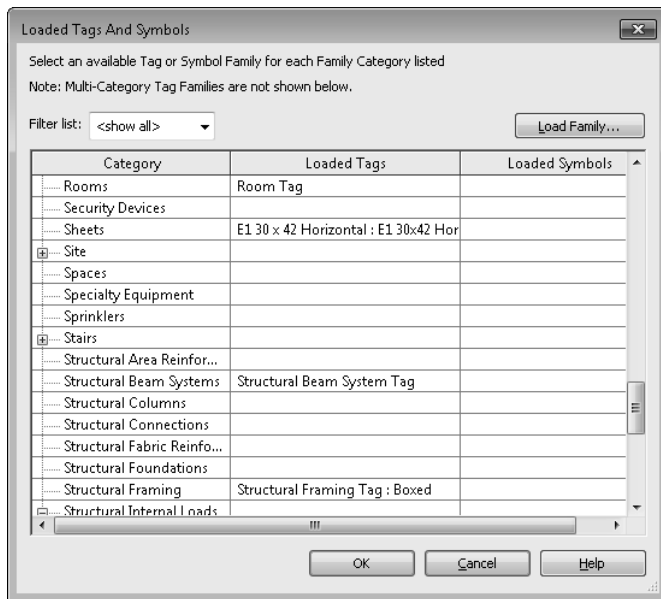 Loaded Tags And Symbols
Select an available Tag or Symbol Family for each Family Category listed
Note: Multi-Category Tag Families are not shown below.
Filter list: <show all> Load Family...
Category Loaded Tags Loaded Symbols
Rooms Room Tag
Security Devices
Sheets E1 30 x 42 Horizontal : E1 30x42 Hor
Site
Spaces
Specialty Equipment
Sprinklers
Stairs
Structural Area Reinfor...
Structural Beam Systems Structural Beam System Tag
Structural Columns
Structural Connections
Structural Fabric Reinfo...
Structural Foundations
Structural Framing Structural Framing Tag : Boxed
Structural Internal Loads
OK Cancel Help